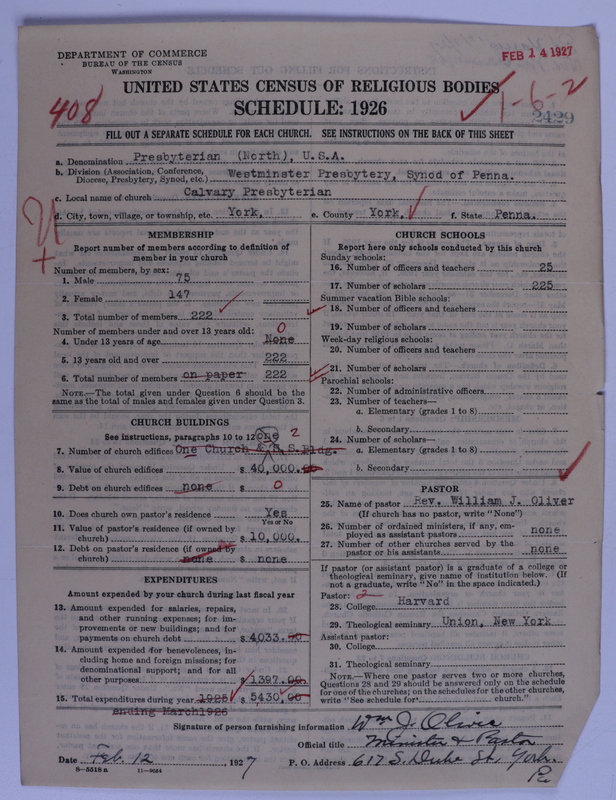 DEPARTMENT OF COMMERCE
BUREAU OF THE CENSUS
WASHINGTON
FEB 14 1927
UNITED STATES CENSUS OF RELIGIOUS BODIES
SCHEDULE: 1926
408
1-6-2
2429
FILL OUT A SEPARATE SCHEDULE FOR EACH CHURCH. SEE INSTRUCTIONS ON THE BACK OF THIS SHEET
a. Denomination Presbyterian (North), U.S.A.
b. Division (Association, Conference, Diocese, Presbytery, Synod, etc.) Westminster Presbytery, Synod of Penna.
c. Local name of church Calvary Presbyterian
d. City, town, village, or township, etc. York, e. County York, f. State Penna.
MEMBERSHIP
Report number of members according to definition of
member in your church
Number of members, by sex:
1. Male 75
2. Female 147
3. Total number of members 222
Number of members under and over 13 years old: 0
4. Under 13 years of age None
5. 13 years old and over 222
6. Total number of members on paper 222
NOTE.—The total given under Question 6 should be
same as the total of males and females given under Question 3.
CHURCH BUILDINGS
See instructions, paragraphs 10 to 12 one 2
7. Number of church edifices One Church & S.S.Bldg.
8. Value of church edifices $ 40,000.00
9. Debt on church edifices none $ 0
10. Does church own pastor's residence Yes
Yes or No
11. Value of pastor's residence (if owned by
church) $ 10,000.
12. Debt on pastor's residence (if owned by
church) none $ none
EXPENDITURES
Amount expended by your church during last fiscal year
13. Amount expended for salaries, repairs,
and other running expenses; for im-
provements or new buildings; and for
payments on church debt $ 4033.00
14. Amount expended for benevolences, in-
cluding home and foreign missions; for
denominational support; and for all
other purposes $ 1397.00
15. Total expenditures during year 1925 $ 5430.00
ending March1926
CHURCH SCHOOLS
Report here only schools conducted by this church
Sunday schools:
16. Number of officers and teachers 25
17. Number of scholars 225
Summer vacation Bible schools:
18. Number of officers and teachers
19. Number of scholars
Week-day religious schools:
20. Number of officers and teachers
21. Number of scholars
Parochial schools:
22. Number of administrative officers
23. Number of teachers—
a. Elementary (grades 1 to 8)
b. Secondary
24. Number of scholars—
a. Elementary (grades 1 to 8)
b. Secondary
PASTOR
25. Name of pastor Rev. William J. Oliver
(If church has no pastor, write "None")
26. Number of ordained ministers, if any, em-
ployed as assistant pastors none
27. Number of other churches served by the
pastor or his assistants none
If pastor (or assistant pastor) is a graduate of a college or
theological seminary, give name of institution below. (If
not a graduate, write "No" in the space indicated.)
Pastor: 2
28. College Harvard
29. Theological seminary Union, New York
Assistant pastor:
30. College
31. Theological seminary
NOTE.—Where one pastor serves two or more churches,
Questions 28 and 29 should be answered only on the schedule
for one of the churches; on the schedules for the other churches,
write "See schedule for church."
Signature of person furnishing information Wm J. Oliver
Official title Minister & Pastor
Date Feb. 12, 1927 P. O. Address 617 S. Duke St, York.
Pa
8—5518 a 11—9024